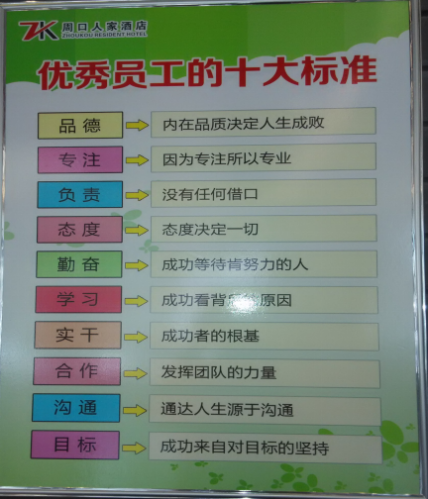 ZK 周口人家酒店
ZHOUKOU RESIDENT HOTEL
优秀员工的十大标准
品德 内在品质决定人生成败
专注 因为专注所以专业
负责 没有任何借口
态度 态度决定一切
勤奋 成功等待肯努力的人
学习 成功看背后的原因
实干 成功者的根基
合作 发挥团队的力量
沟通 通达人生源于沟通
目标 成功来自对目标的坚持